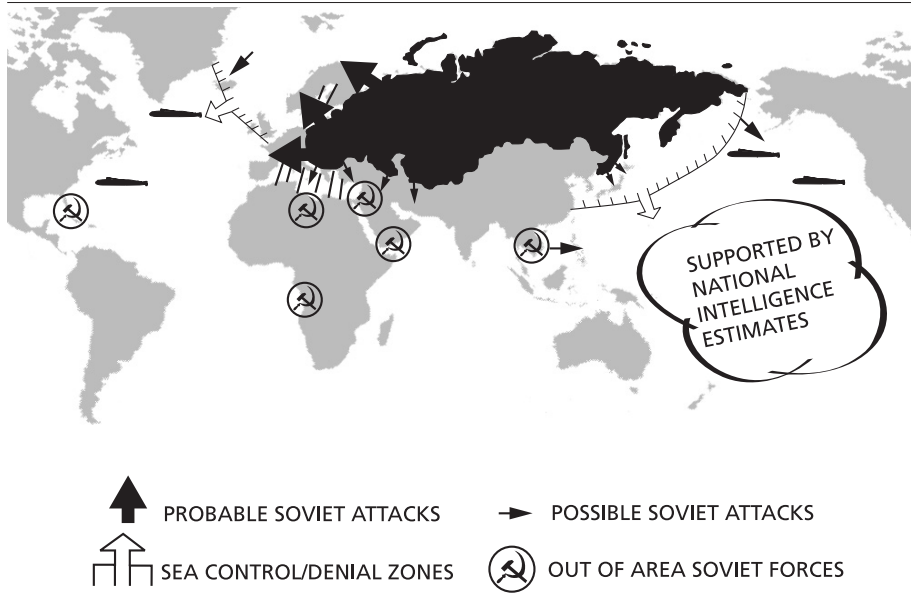 SUPPORTED BY
NATIONAL
INTELLIGENCE
ESTIMATES
PROBABLE SOVIET ATTACKS
POSSIBLE SOVIET ATTACKS
SEA CONTROL/DENIAL ZONES
OUT OF AREA SOVIET FORCES